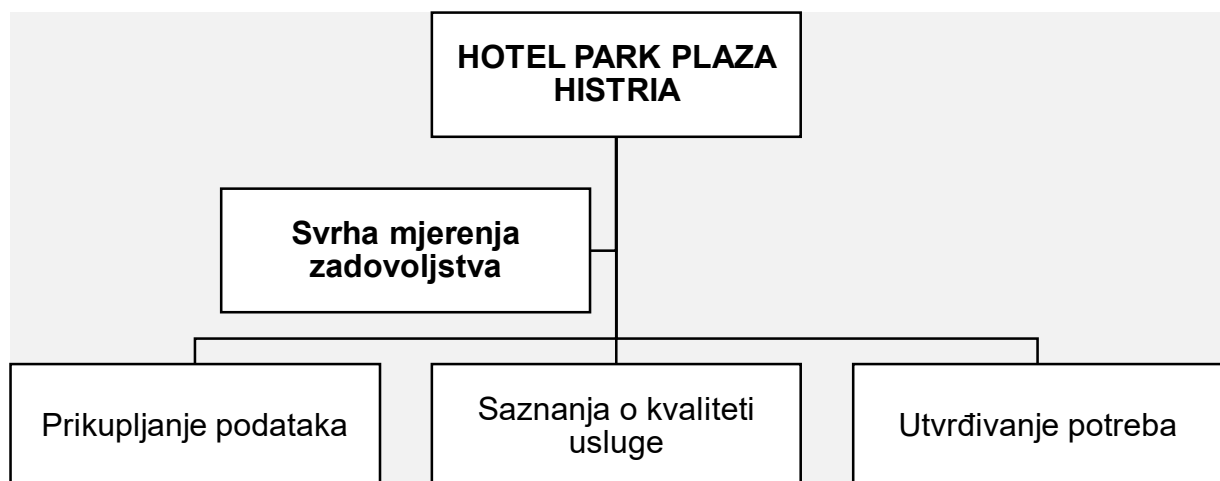 HOTEL PARK PLAZA
HISTRIA
Svrha mjerenja
zadovoljstva
Prikupljanje podataka
Saznanja o kvaliteti
usluge
Utvrđivanje potreba